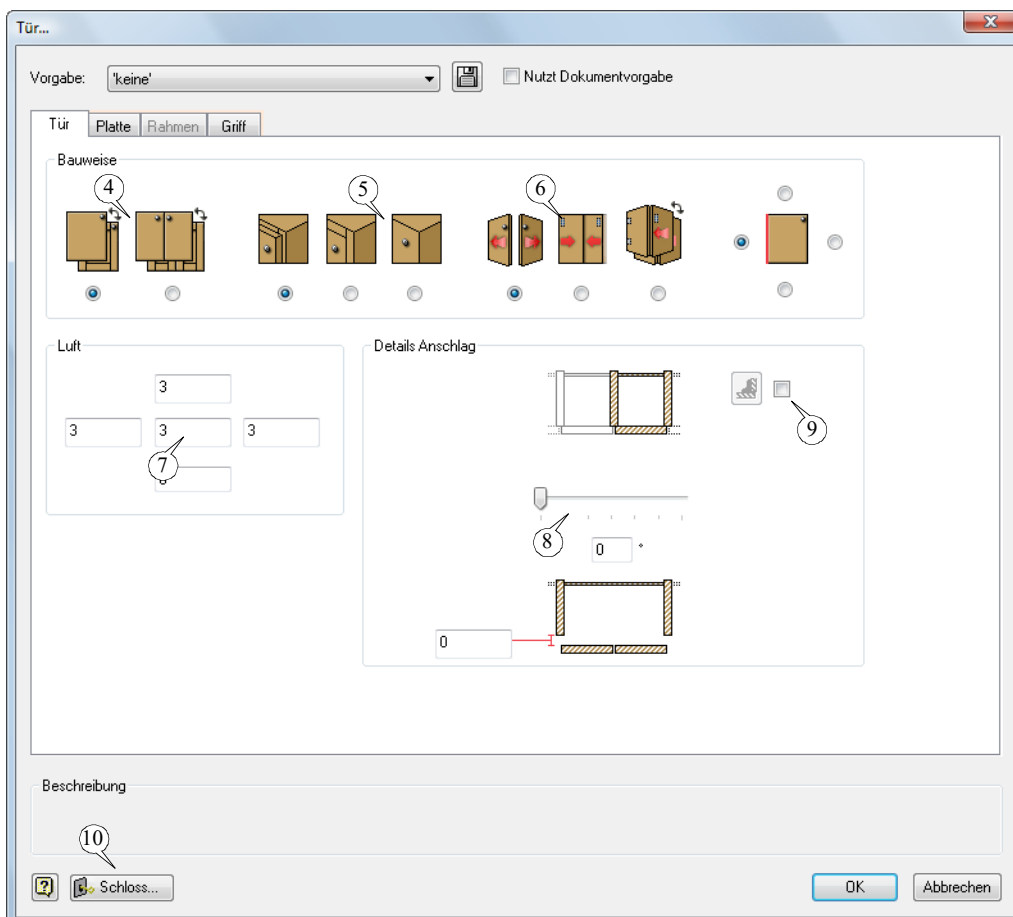 Tür...
Vorgabe: 'keine' Nutzt Dokumentvorgabe
Tür Platte Rahmen Griff
Bauweise
4 5 6
Luft
3
3 3 3
7
Details Anschlag
9
8
0 °
0
Beschreibung
10
Schloss... OK Abbrechen